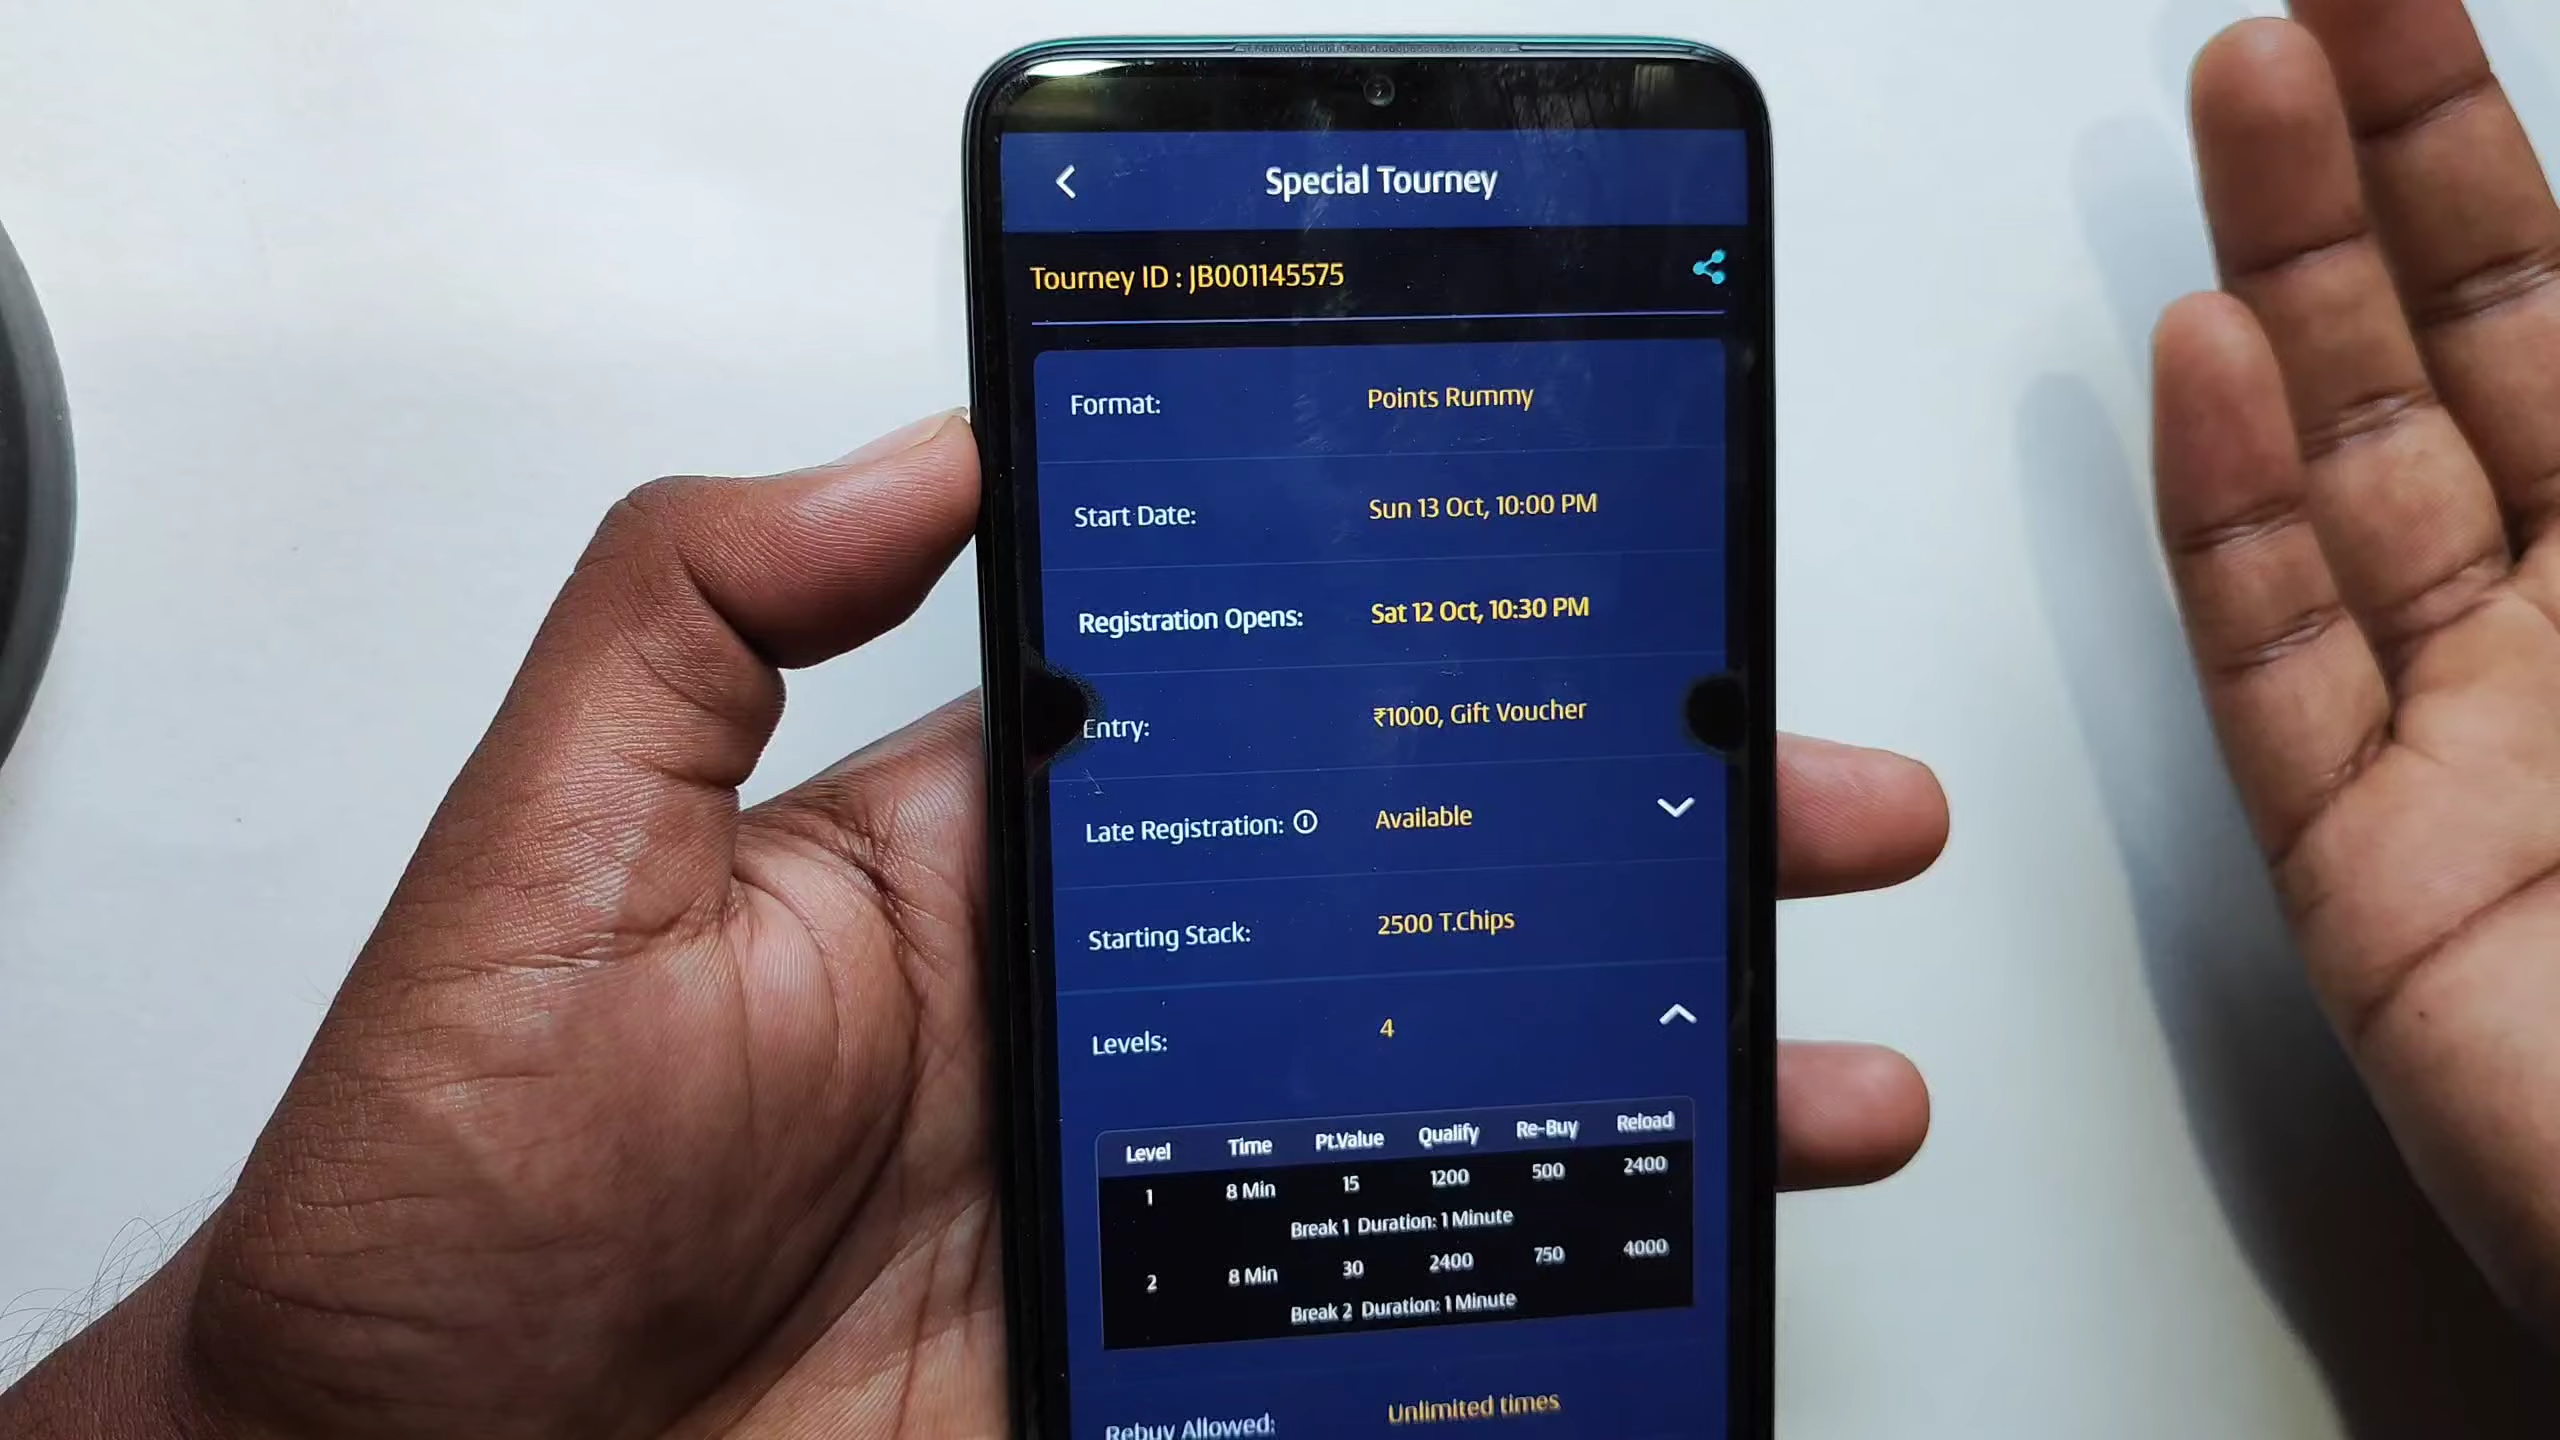 Special Tourney
Tourney ID : JB001145575
Format: Points Rummy
Start Date: Sun 13 Oct, 10:00 PM
Registration Opens: Sat 12 Oct, 10:30 PM
Entry: ₹1000, Gift Voucher
Late Registration: Available
Starting Stack: 2500 T.Chips
Levels: 4
Level Time Pt.Value Qualify Re-Buy Reload
1 8 Min 15 1200 500 2400
Break 1 Duration: 1 Minute
2 8 Min 30 2400 750 4000
Break 2 Duration: 1 Minute
Rebuy Allowed: Unlimited times